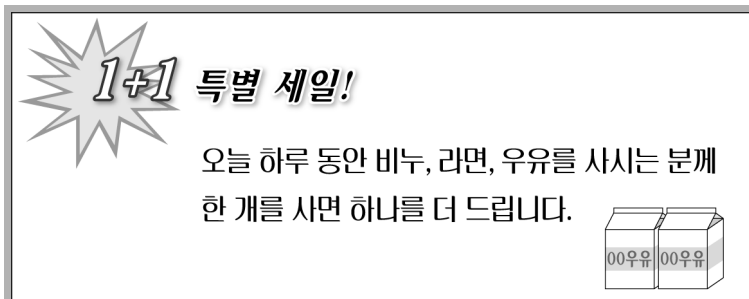 1+1 특별 세일!
오늘 하루 동안 비누, 라면, 우유를 사시는 분께
한 개를 사면 하나를 더 드립니다.
00우유 00우유